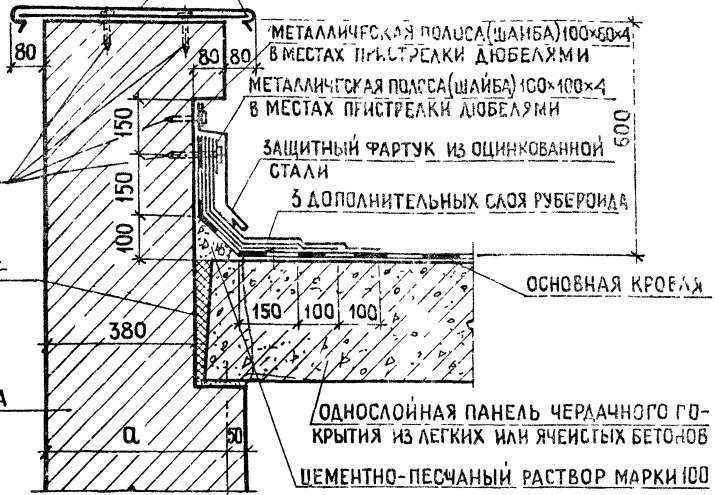 80
80
80
МЕТАЛЛИЧЕСКАЯ ПОЛОСА (ШАЙБА) 100×60×4
В МЕСТАХ ПРИСТРЕЛКИ ДЮБЕЛЯМИ
МЕТАЛЛИЧЕСКАЯ ПОЛОСА (ШАЙБА) 100×100×4
В МЕСТАХ ПРИСТРЕЛКИ ДЮБЕЛЯМИ
600
150
ЗАЩИТНЫЙ ФАРТУК ИЗ ОЦИНКОВАННОЙ
СТАЛИ
150
3 ДОПОЛНИТЕЛЬНЫХ СЛОЯ РУБЕРОИДА
100
ОСНОВНАЯ КРОВЛЯ
150
100
100
380
А
а
50
ОДНОСЛОЙНАЯ ПАНЕЛЬ ЧЕРДАЧНОГО ПО-
КРЫТИЯ ИЗ ЛЕГКИХ ИЛИ ЯЧЕИСТЫХ БЕТОНОВ
ЦЕМЕНТНО-ПЕСЧАНЫЙ РАСТВОР МАРКИ 100